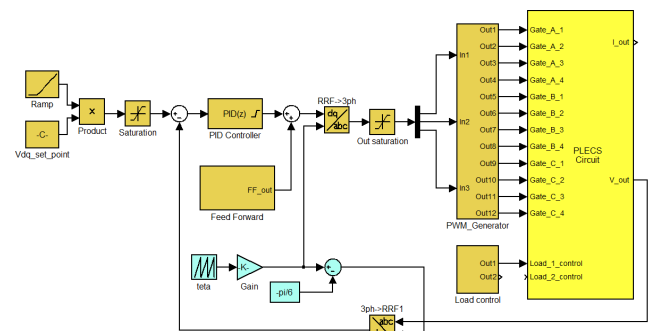 Out1
Out2
Out3
Out4
Out5
Out6
Out7
Out8
Out9
Out10
Out11
Out12
In1
In2
In3
PWM_Generator
Gate_A_1
Gate_A_2
Gate_A_3
Gate_A_4
Gate_B_1
Gate_B_2
Gate_B_3
Gate_B_4
Gate_C_1
Gate_C_2
Gate_C_3
Gate_C_4
I_out
V_out
PLECS
Circuit
Load_1_control
Load_2_control
Ramp
-C-
Vdq_set_point
×
Product
Saturation
PID(z)
PID Controller
RRF->3ph
dq
abc
Out saturation
FF_out
Feed Forward
teta
-K-
Gain
-pi/6
Out1
Out2
Load control
3ph->RRF1
abc